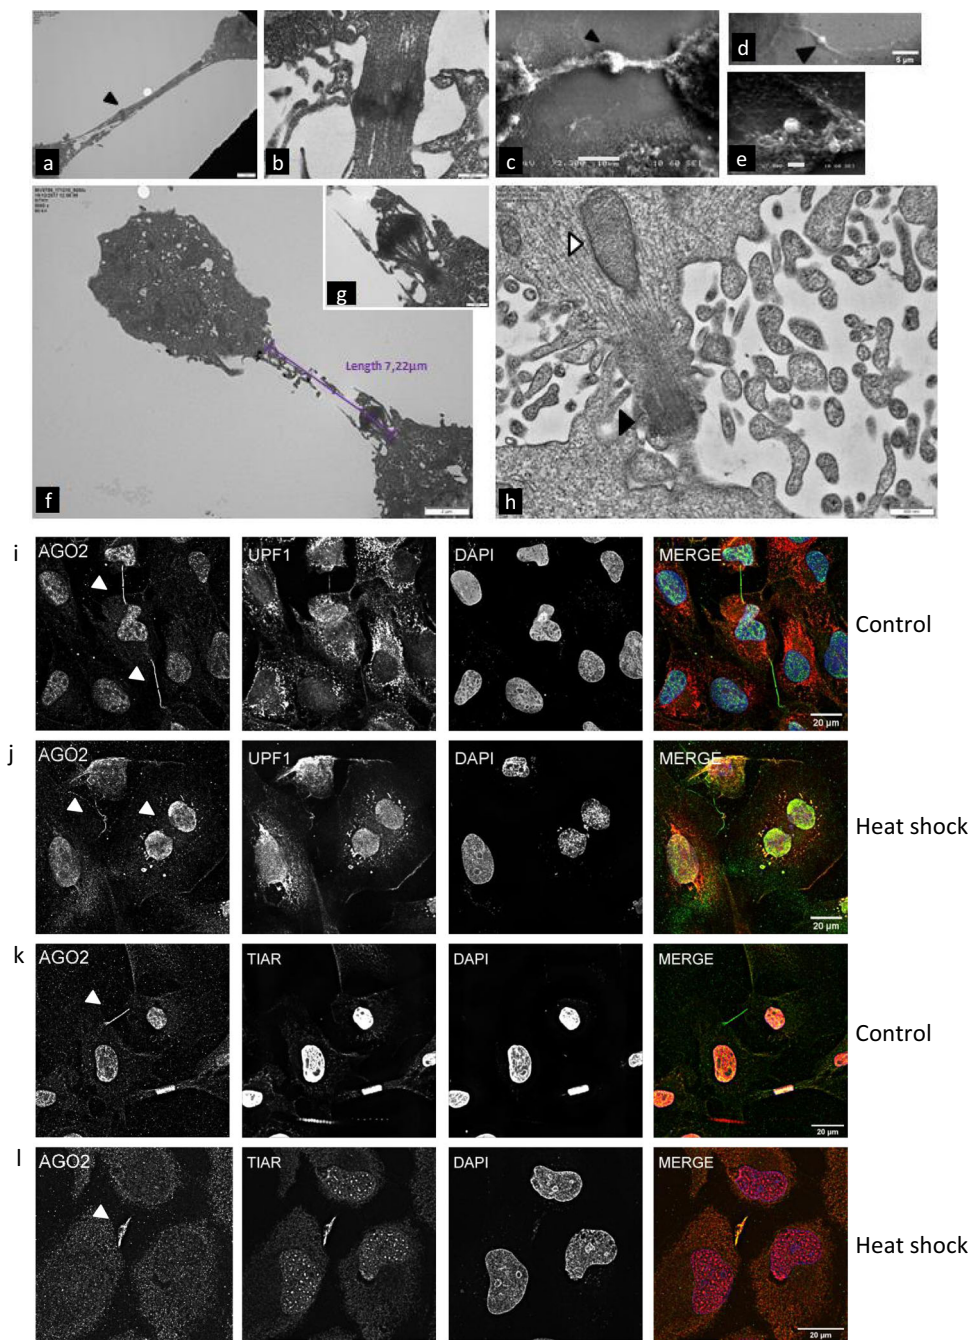 a
b
c
d
5 µm
e
f
g
Length 7,22µm
h
i
AGO2
UPF1
DAPI
MERGE
20 µm
Control
j
AGO2
UPF1
DAPI
MERGE
20 µm
Heat shock
k
AGO2
TIAR
DAPI
MERGE
20 µm
Control
l
AGO2
TIAR
DAPI
MERGE
20 µm
Heat shock